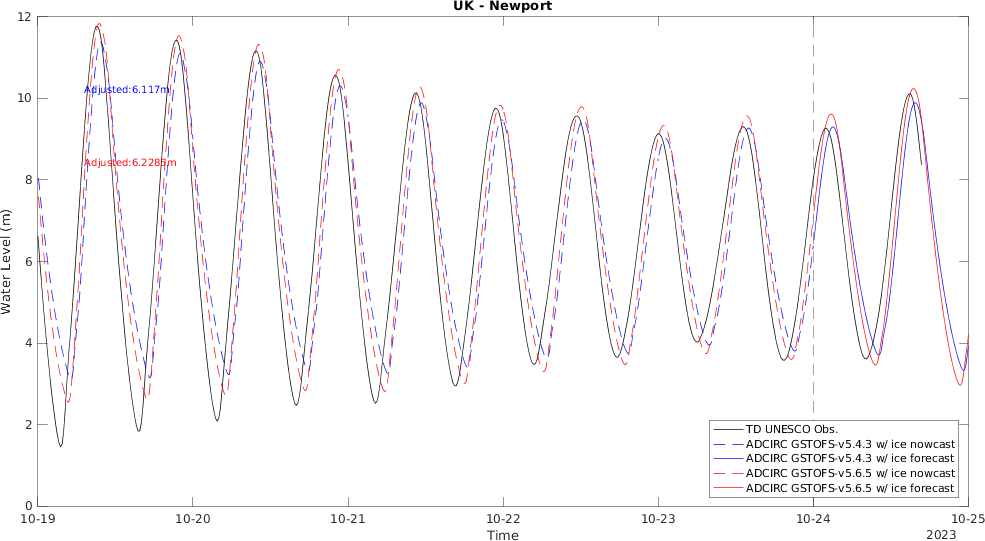 UK - Newport
12
10
8
6
4
2
0
Water Level (m)
Adjusted:6.117m
Adjusted:6.2285m
TD UNESCO Obs.
ADCIRC GSTOFS-v5.4.3 w/ ice nowcast
ADCIRC GSTOFS-v5.4.3 w/ ice forecast
ADCIRC GSTOFS-v5.6.5 w/ ice nowcast
ADCIRC GSTOFS-v5.6.5 w/ ice forecast
10-19 10-20 10-21 10-22 10-23 10-24 10-25
Time
2023